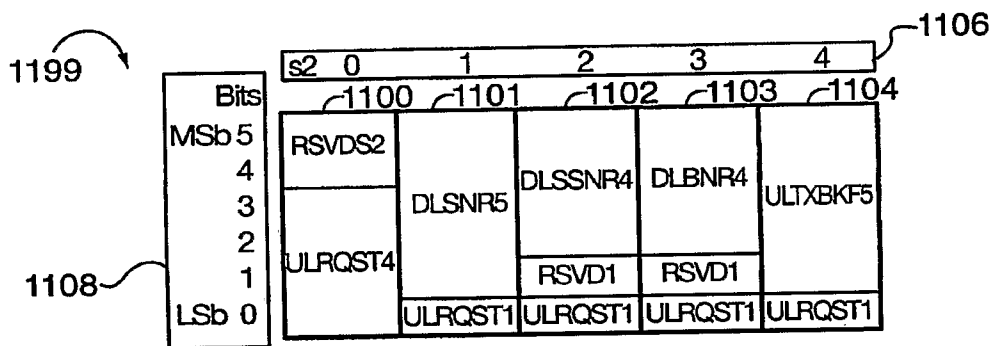 1199
1106
s2 0 1 2 3 4
1100 1101 1102 1103 1104
Bits
MSb 5
4
3
2
1
LSb 0
1108
RSVDS2
ULRQST4
DLSNR5
ULRQST1
DLSSNR4
RSVD1
ULRQST1
DLBNR4
RSVD1
ULRQST1
ULTXBKF5
ULRQST1